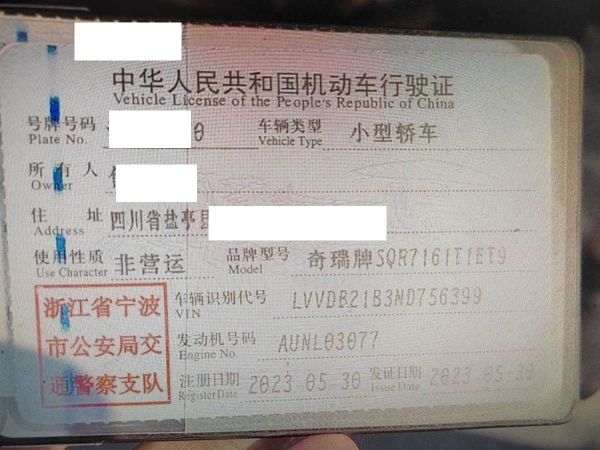 中华人民共和国机动车行驶证
Vehicle License of the People's Republic of China
号牌号码 0 车辆类型 小型轿车
Plate No. Vehicle Type
所有人
Owner
住址 四川省盐亭县
Address
使用性质 非营运 品牌型号 奇瑞牌SQR7161T1ET9
Use Character Model
浙江省宁波
市公安局交
通警察支队
车辆识别代号 LVVDB21B3ND756399
VIN
发动机号码 AUNL03077
Engine No.
注册日期 2023 05 30 发证日期 2023 05 30
Register Date Issue Date